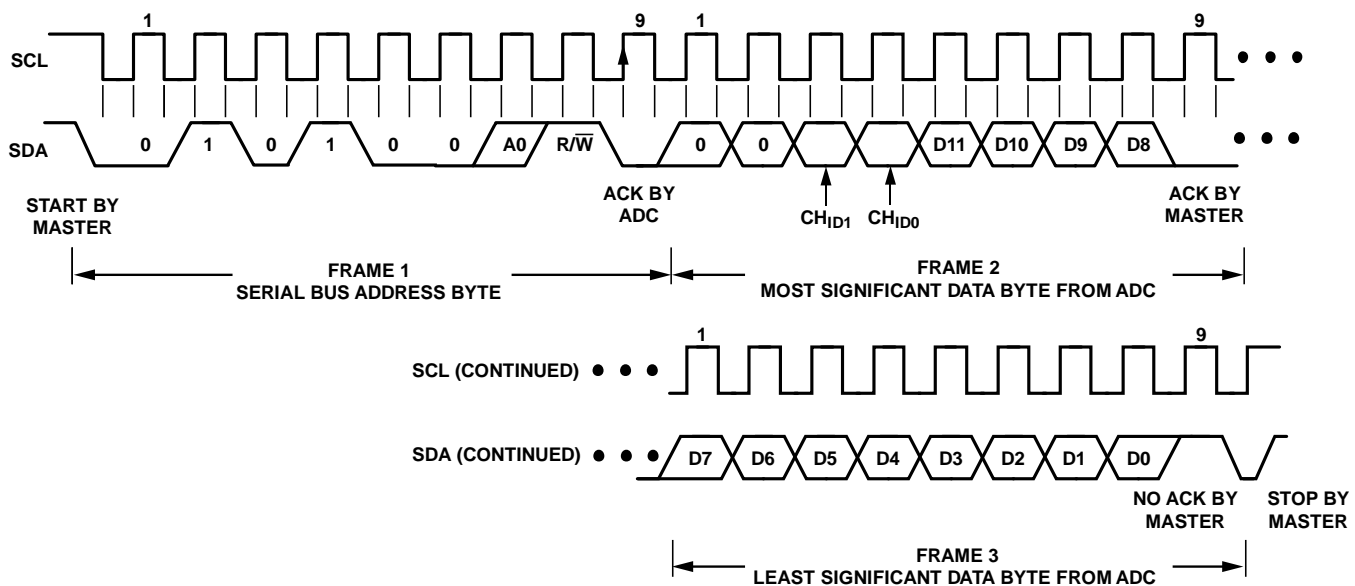 1 9 1 9
SCL
SDA 0 1 0 1 0 0 A0 R/W̅ 0 0 D11 D10 D9 D8
START BY
MASTER
ACK BY
ADC
CH_ID1
CH_ID0
ACK BY
MASTER
FRAME 1
SERIAL BUS ADDRESS BYTE
FRAME 2
MOST SIGNIFICANT DATA BYTE FROM ADC
1 9
SCL (CONTINUED)
SDA (CONTINUED) D7 D6 D5 D4 D3 D2 D1 D0
NO ACK BY
MASTER
STOP BY
MASTER
FRAME 3
LEAST SIGNIFICANT DATA BYTE FROM ADC